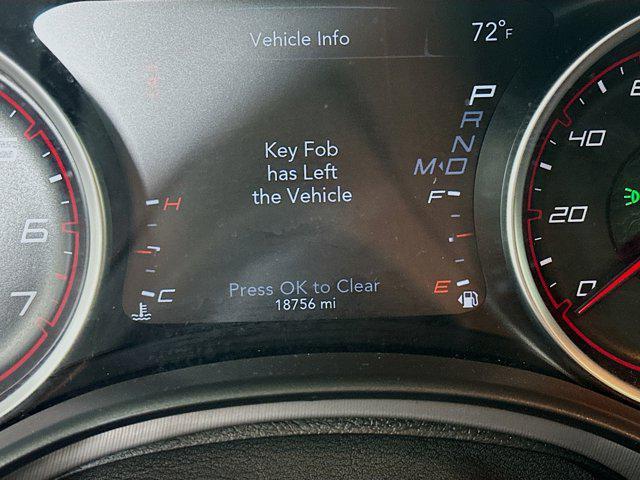 Vehicle Info
72°F
P
R
N
M D
Key Fob
has Left
the Vehicle
H
F
C
E
Press OK to Clear
18756 mi
6
7
40
20
0